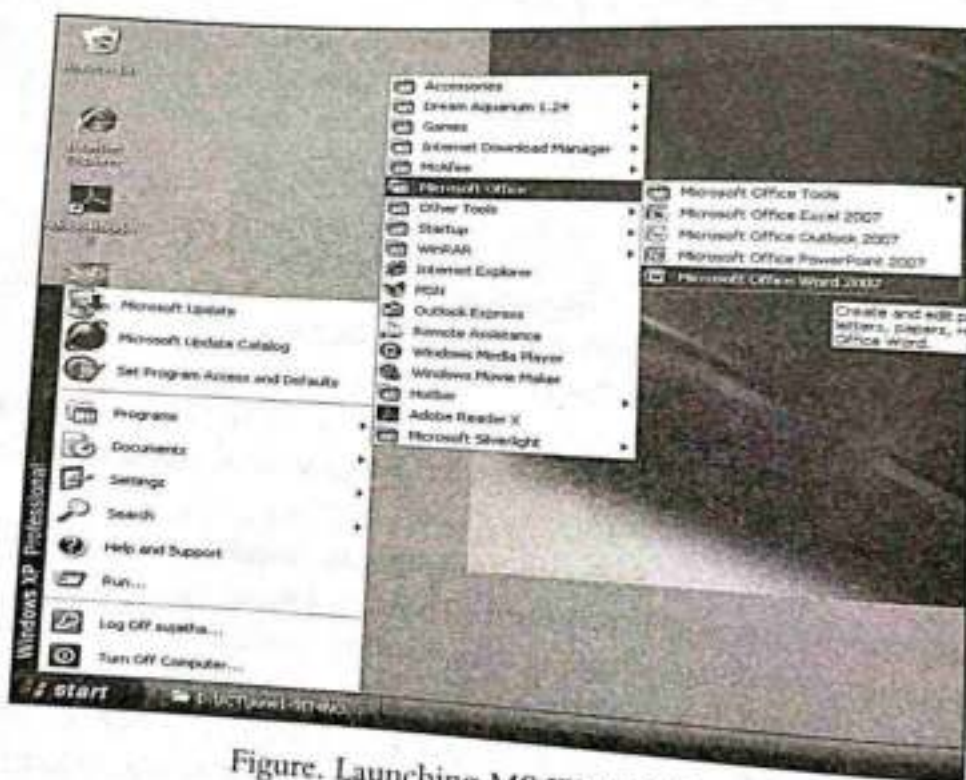 Internet
Explorer
Microsoft Update
Microsoft Update Catalog
Set Program Access and Defaults
Programs
Documents
Settings
Search
Help and Support
Run...
Log Off sujatha...
Turn Off Computer...
Windows XP Professional
start
Accessories
Dream Aquarium 1.24
Games
Internet Download Manager
McAfee
Microsoft Office
Other Tools
Startup
WinRAR
Internet Explorer
MSN
Outlook Express
Remote Assistance
Windows Media Player
Windows Movie Maker
Hotbar
Adobe Reader X
Microsoft Silverlight
Microsoft Office Tools
Microsoft Office Excel 2007
Microsoft Office Outlook 2007
Microsoft Office PowerPoint 2007
Microsoft Office Word 2007
Create and edit
letters, papers,
Office Word.
Figure. Launching